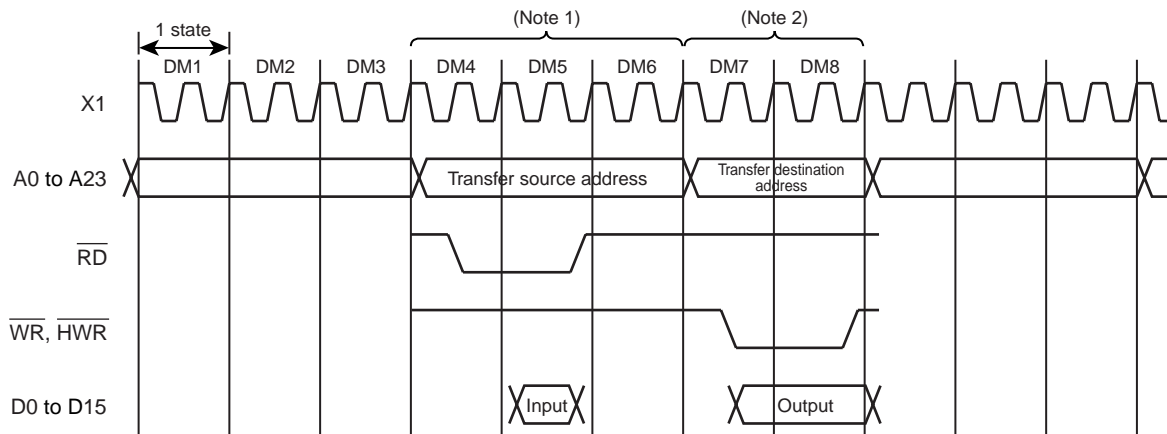 (Note 1) (Note 2)
1 state
DM1 DM2 DM3 DM4 DM5 DM6 DM7 DM8
X1
A0 to A23
Transfer source address
Transfer destination
address
RD
WR, HWR
D0 to D15
Input
Output